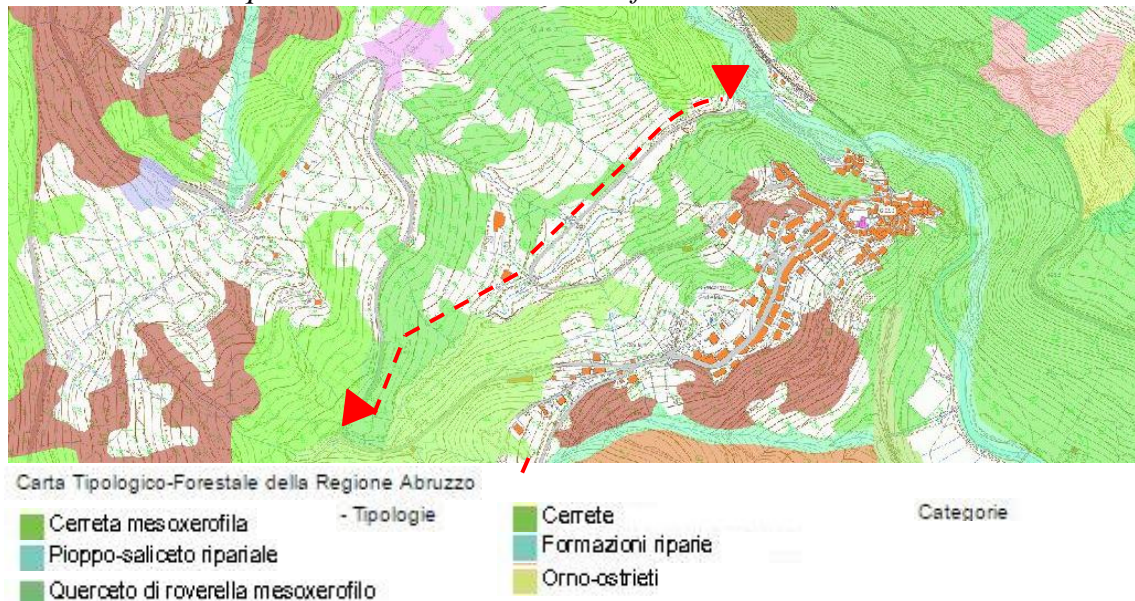 Carta Tipologico-Forestale della Regione Abruzzo
- Tipologie
Cerreta mesoxerofila
Pioppo-saliceto ripariale
Querceto di roverella mesoxerofilo
Categorie
Cerrete
Formazioni riparie
Orno-ostrieti